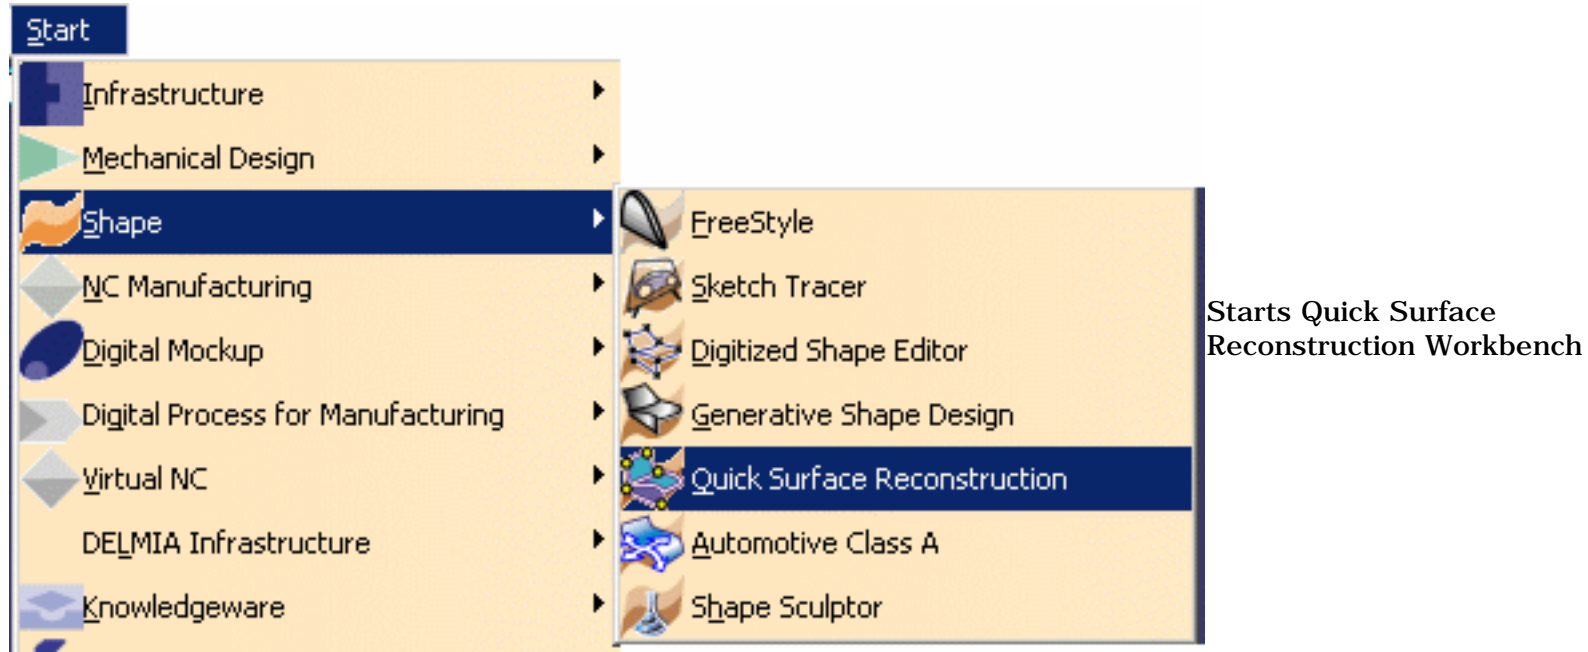 Start
Infrastructure
Mechanical Design
Shape
NC Manufacturing
Digital Mockup
Digital Process for Manufacturing
Virtual NC
DELMIA Infrastructure
Knowledgeware
FreeStyle
Sketch Tracer
Digitized Shape Editor
Generative Shape Design
Quick Surface Reconstruction
Automotive Class A
Shape Sculptor
Starts Quick Surface
Reconstruction Workbench